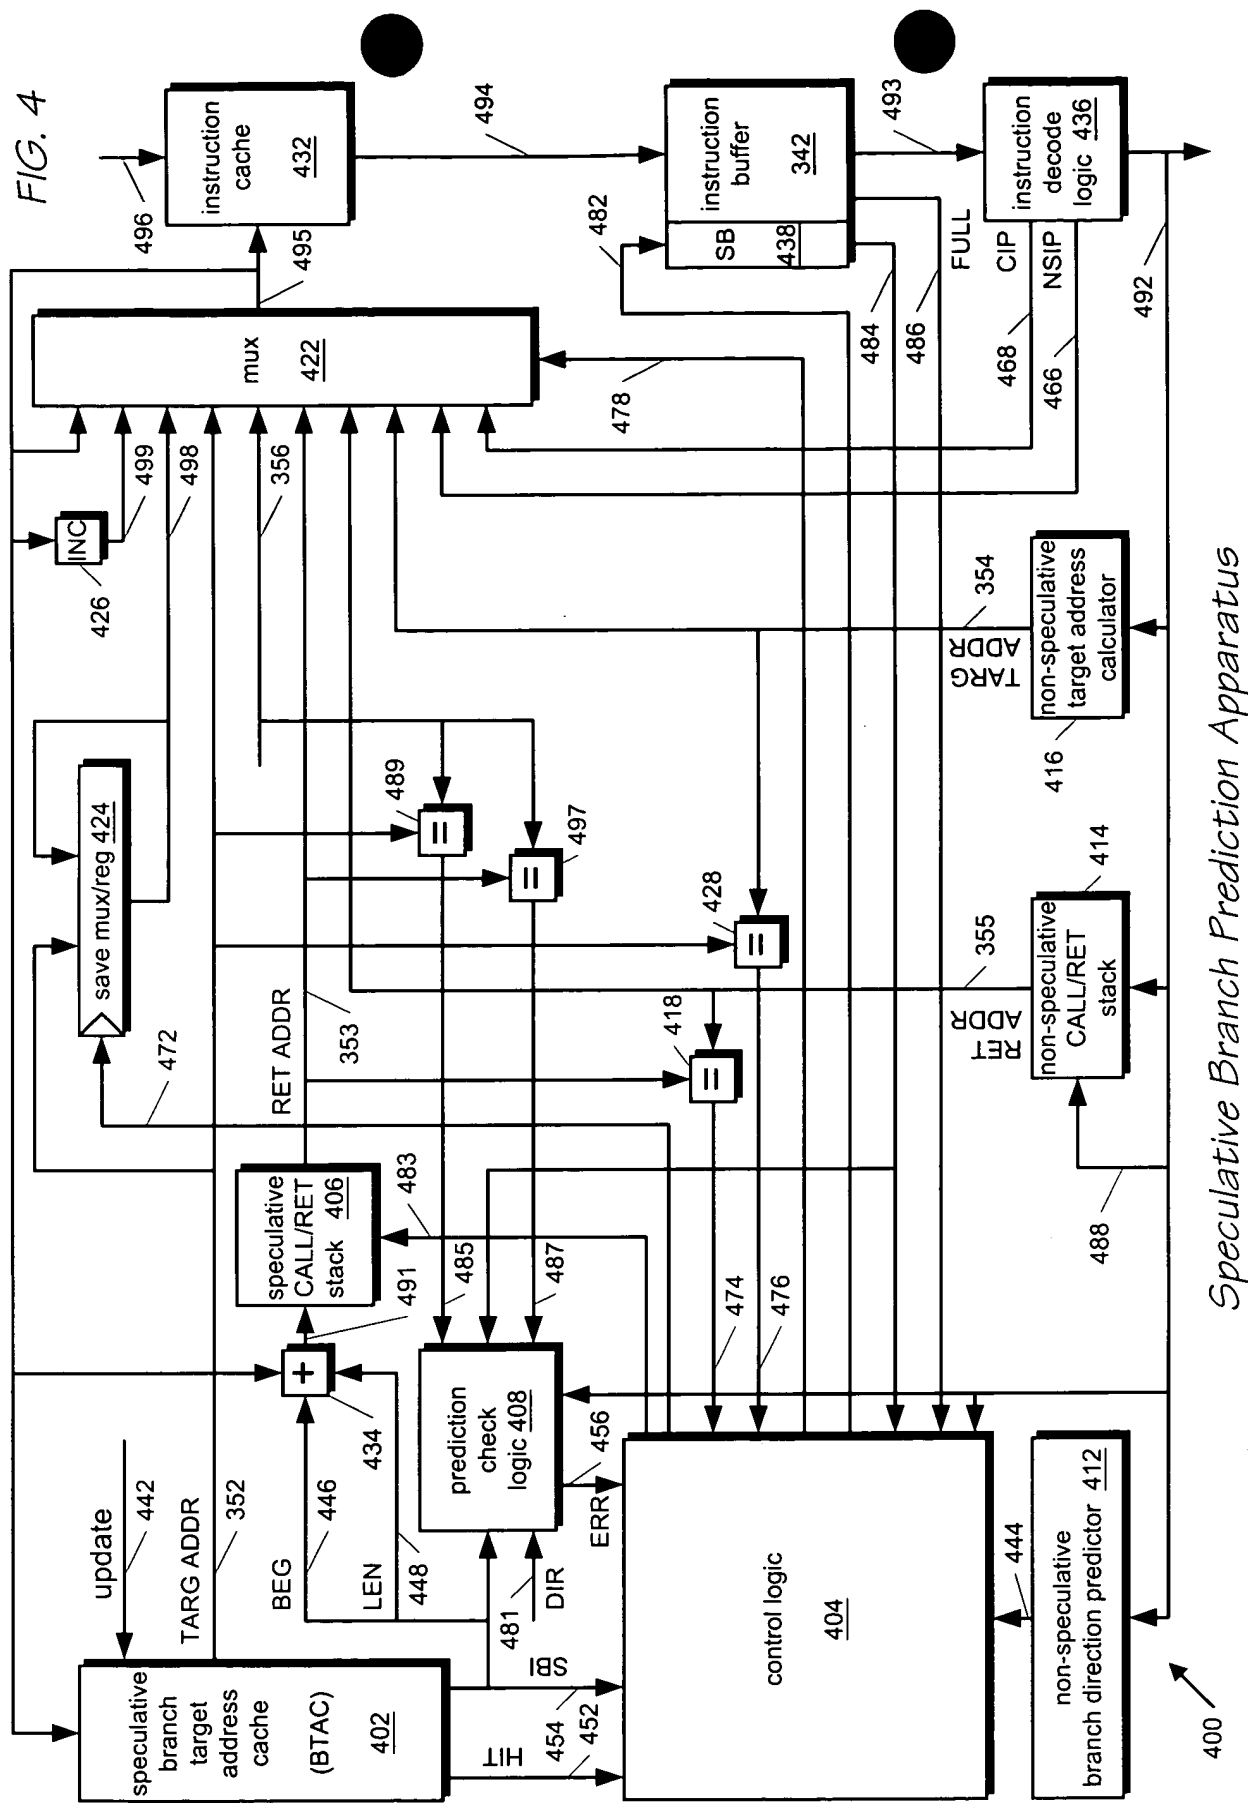 FIG. 4
speculative
branch
target
address
cache
(BTAC)
402
update
442
TARG ADDR
352
BEG
446
LEN
448
434
+
491
speculative
CALL/RET
stack 406
483
RET ADDR
353
472
save mux/reg 424
INC
426
499
498
356
mux
422
478
495
496
instruction
cache
432
494
instruction
buffer
342
SB
438
482
484
486
FULL
493
instruction
decode
logic 436
CIP
468
NSIP
466
492
=
489
=
497
=
428
=
418
485
487
474
476
prediction
check
logic 408
481
DIR
ERR
456
SBI
454
HIT
452
control logic
404
444
non-speculative
branch direction predictor 412
488
non-speculative
CALL/RET
stack
414
RET
ADDR
355
non-speculative
target address
calculator
416
TARG
ADDR
354
400
Speculative Branch Prediction Apparatus